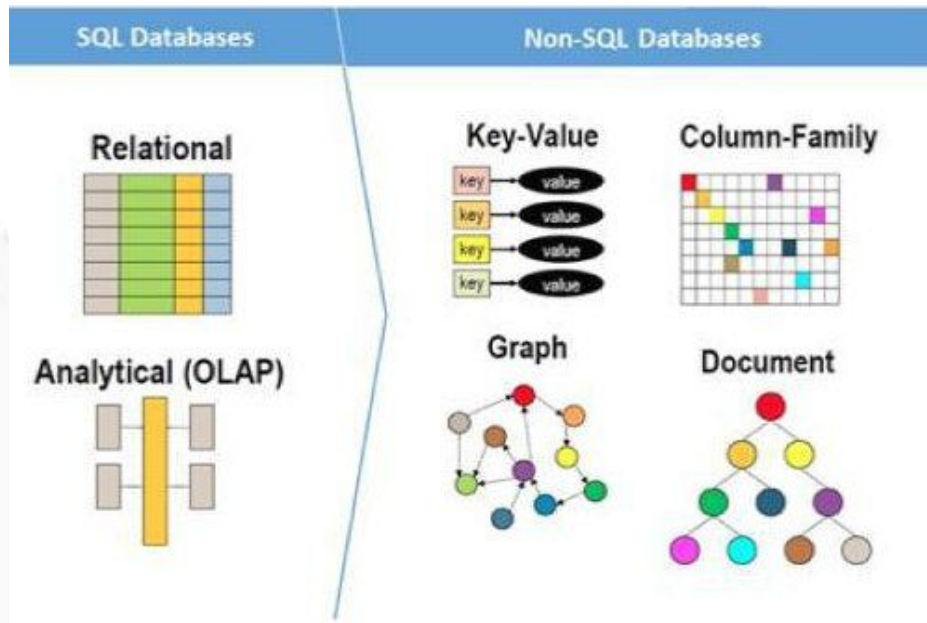 SQL Databases
Non-SQL Databases
Relational
Analytical (OLAP)
Key-Value
key value
key value
key value
key value
Column-Family
Graph
Document